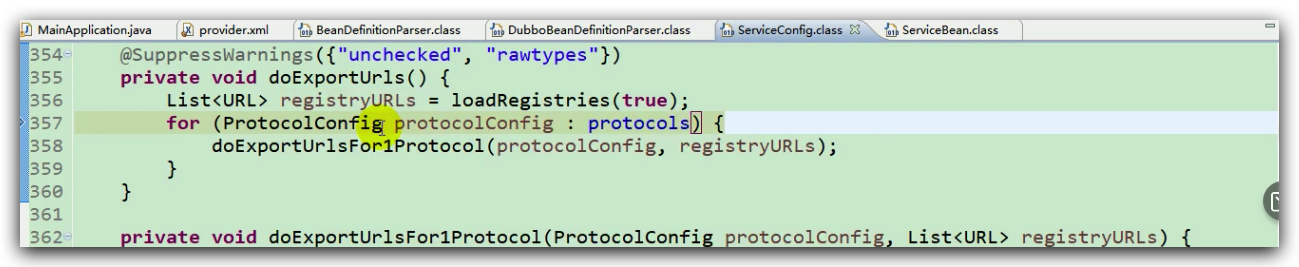 MainApplication.java provider.xml BeanDefinitionParser.class DubboBeanDefinitionParser.class ServiceConfig.class ServiceBean.class
354 @SuppressWarnings({"unchecked", "rawtypes"})
355 private void doExportUrls() {
356 List<URL> registryURLs = loadRegistries(true);
357 for (ProtocolConfig protocolConfig : protocols) {
358 doExportUrlsFor1Protocol(protocolConfig, registryURLs);
359 }
360 }
361
362 private void doExportUrlsFor1Protocol(ProtocolConfig protocolConfig, List<URL> registryURLs) {